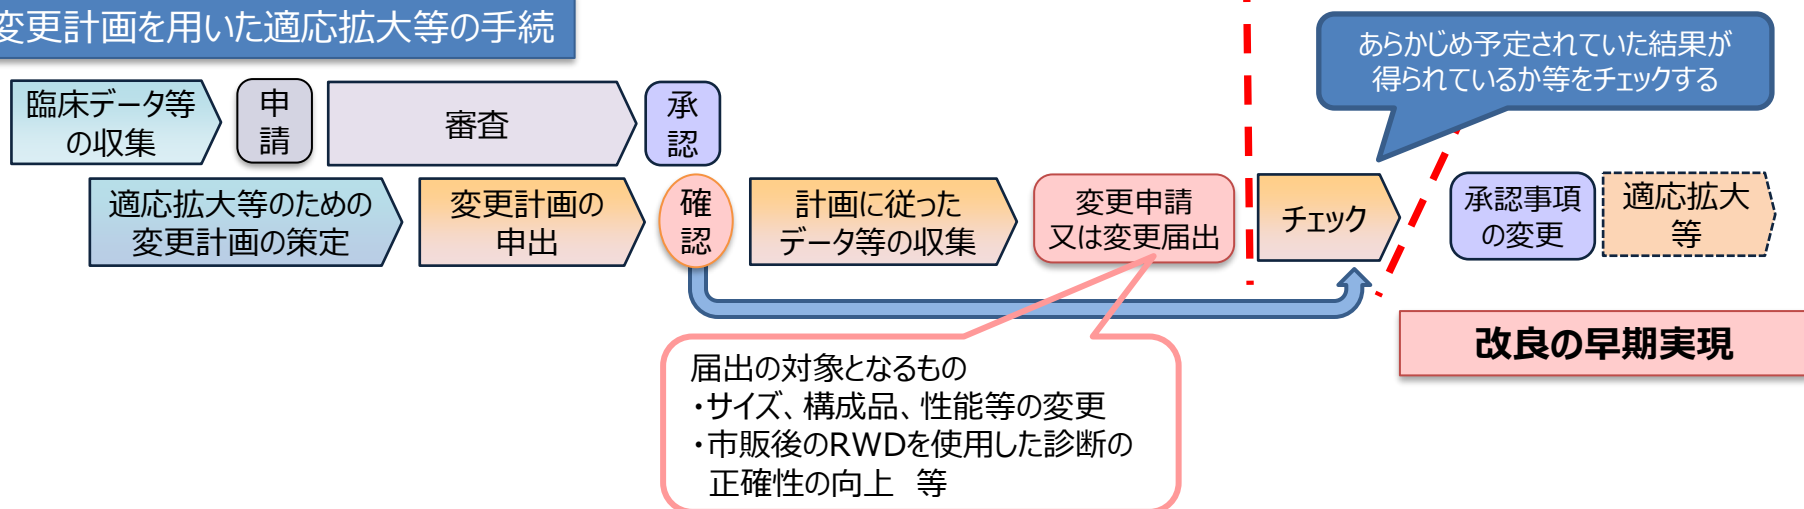 変更計画を用いた適応拡大等の手続
あらかじめ予定されていた結果が
得られているか等をチェックする
臨床データ等
の収集
申
請
審査
承
認
適応拡大等のための
変更計画の策定
変更計画の
申出
確
認
計画に従った
データ等の収集
変更申請
又は変更届出
チェック
承認事項
の変更
適応拡大
等
改良の早期実現
届出の対象となるもの
・サイズ、構成品、性能等の変更
・市販後のRWDを使用した診断の
正確性の向上　等